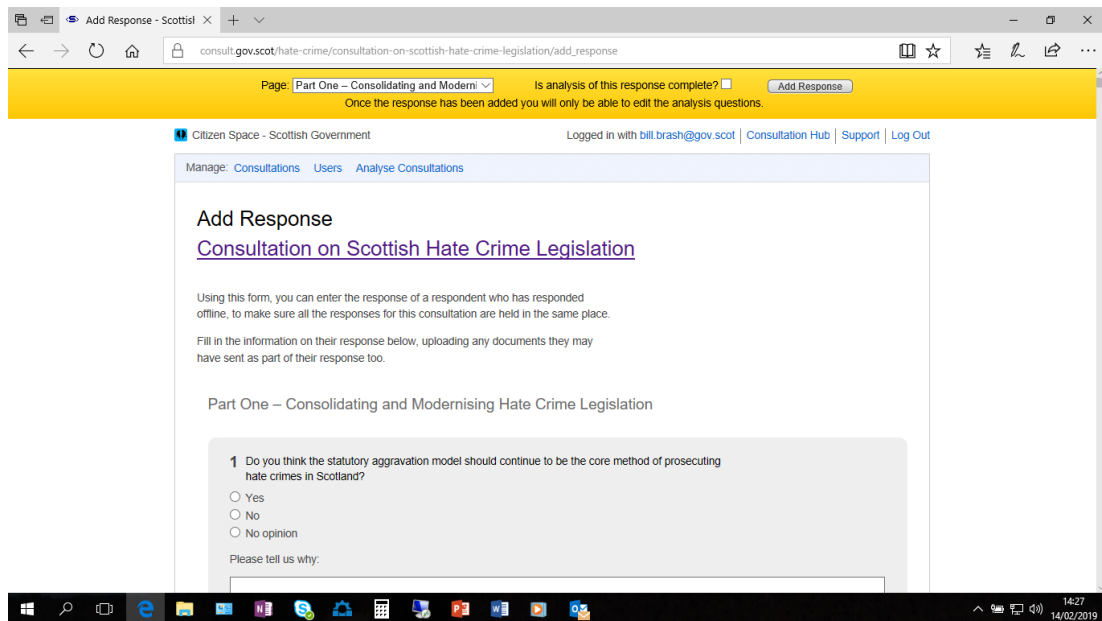 Add Response - Scottish
consult.gov.scot/hate-crime/consultation-on-scottish-hate-crime-legislation/add_response
Page: Part One – Consolidating and Moderni Is analysis of this response complete? Add Response
Once the response has been added you will only be able to edit the analysis questions.
Citizen Space - Scottish Government Logged in with bill.brash@gov.scot | Consultation Hub | Support | Log Out
Manage: Consultations Users Analyse Consultations
Add Response
Consultation on Scottish Hate Crime Legislation
Using this form, you can enter the response of a respondent who has responded
offline, to make sure all the responses for this consultation are held in the same place.
Fill in the information on their response below, uploading any documents they may
have sent as part of their response too.
Part One – Consolidating and Modernising Hate Crime Legislation
1 Do you think the statutory aggravation model should continue to be the core method of prosecuting
hate crimes in Scotland?
Yes
No
No opinion
Please tell us why:
14:27
14/02/2019